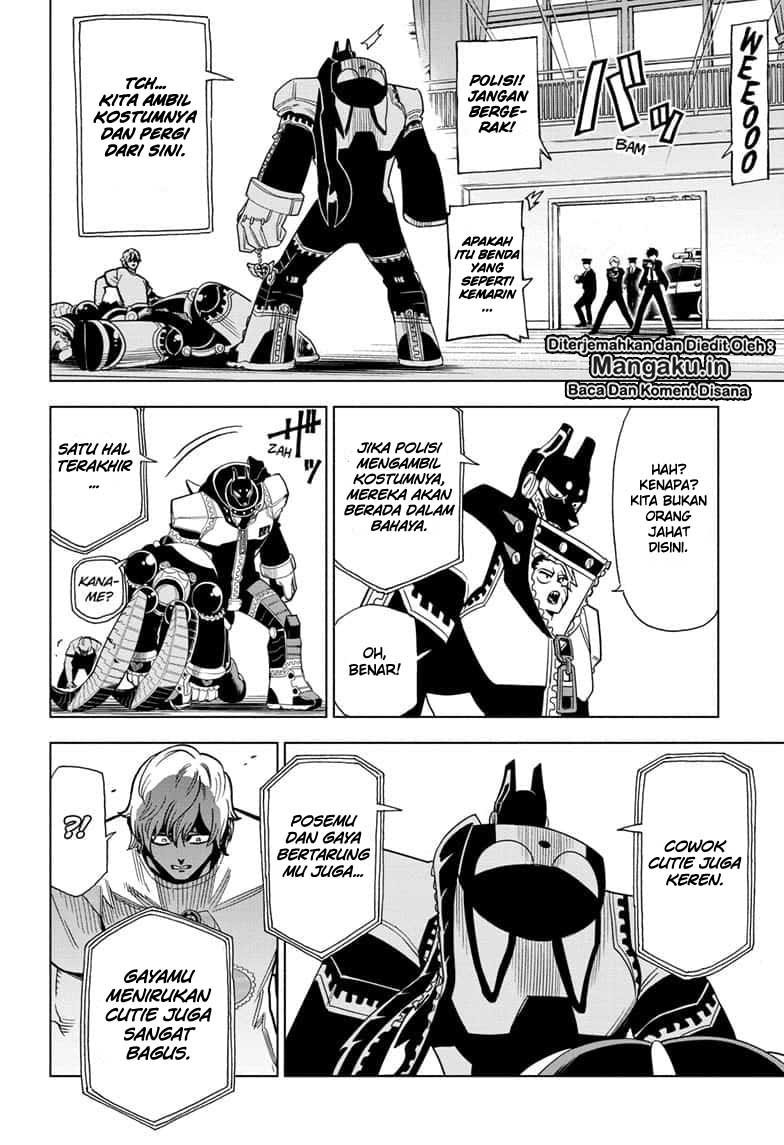 WEEOOO
バッ
BAM
POLISI!
JANGAN
BERGE-
RAK!
APAKAH
ITU BENDA
YANG
SEPERTI
KEMARIN
...
TCH...
KITA AMBIL
KOSTUMNYA
DAN PERGI
DARI SINI.
Diterjemahkan dan Diedit Oleh :
Mangaku.in
Baca Dan Koment Disana
HAH?
KENAPA?
KITA BUKAN
ORANG
JAHAT
DISINI.
JIKA POLISI
MENGAMBIL
KOSTUMNYA,
MEREKA AKAN
BERADA DALAM
BAHAYA.
OH,
BENAR!
ZAH
SATU HAL
TERAKHIR
...
KANA-
ME?
COWOK
CUTIE JUGA
KEREN.
POSEMU
DAN GAYA
BERTARUNG
MU JUGA...
?!
GAYAMU
MENIRUKAN
CUTIE JUGA
SANGAT
BAGUS.